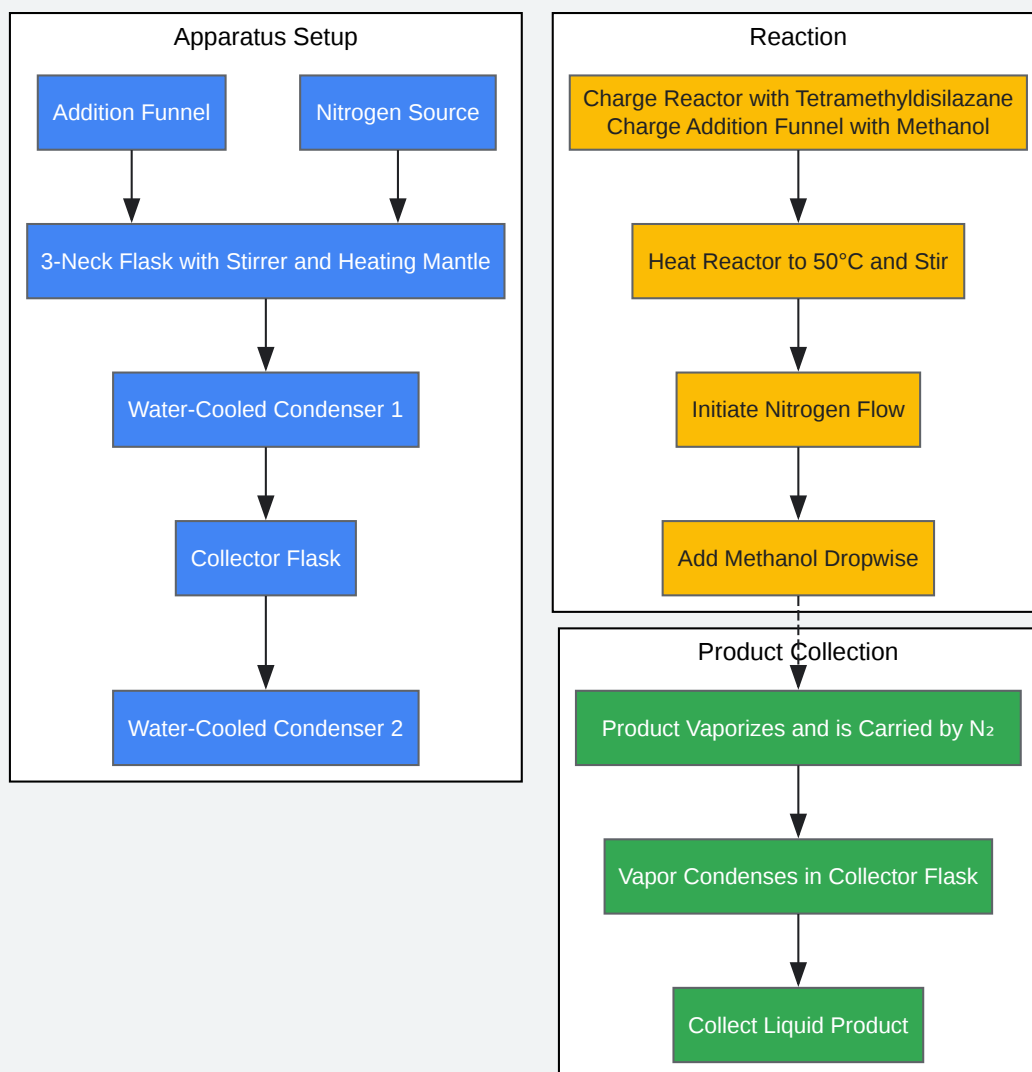 Apparatus Setup
Addition Funnel
Nitrogen Source
3-Neck Flask with Stirrer and Heating Mantle
Water-Cooled Condenser 1
Collector Flask
Water-Cooled Condenser 2
Reaction
Charge Reactor with Tetramethyldisilazane
Charge Addition Funnel with Methanol
Heat Reactor to 50°C and Stir
Initiate Nitrogen Flow
Add Methanol Dropwise
Product Collection
Product Vaporizes and is Carried by N₂
Vapor Condenses in Collector Flask
Collect Liquid Product